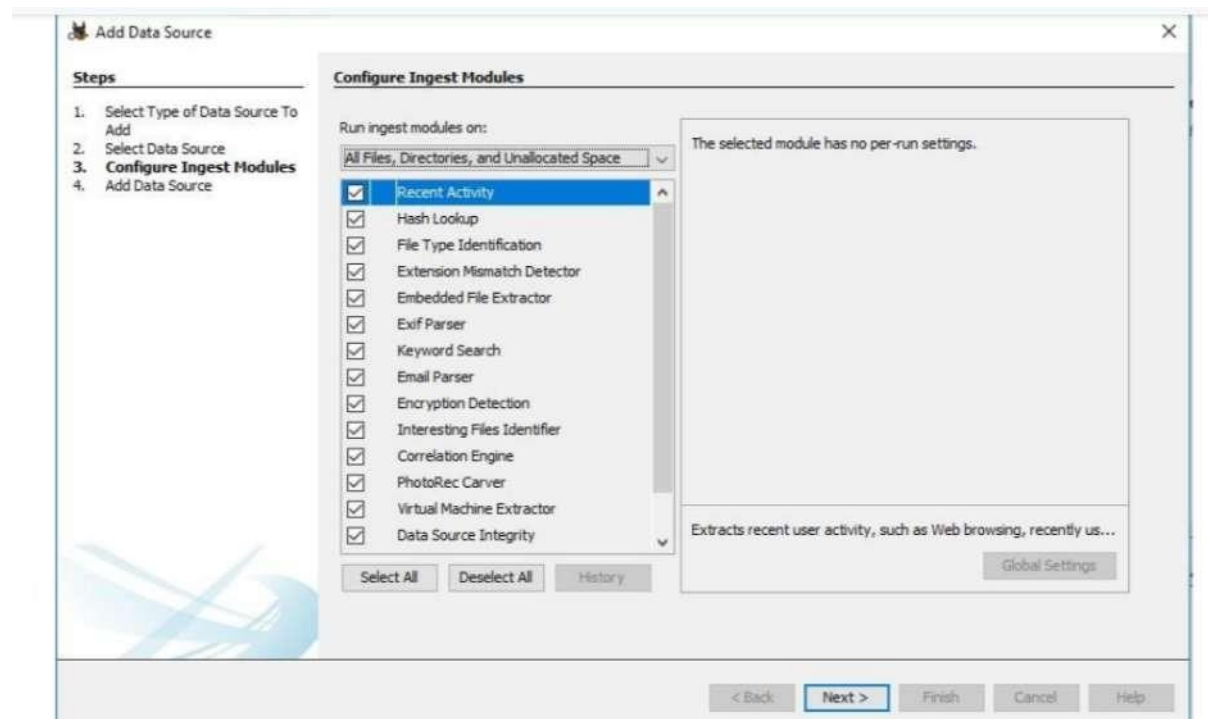 Add Data Source
Steps
1. Select Type of Data Source To
Add
2. Select Data Source
3. Configure Ingest Modules
4. Add Data Source
Configure Ingest Modules
Run ingest modules on:
All Files, Directories, and Unallocated Space
Recent Activity
Hash Lookup
File Type Identification
Extension Mismatch Detector
Embedded File Extractor
Exif Parser
Keyword Search
Email Parser
Encryption Detection
Interesting Files Identifier
Correlation Engine
PhotoRec Carver
Virtual Machine Extractor
Data Source Integrity
Select All Deselect All History
The selected module has no per-run settings.
Extracts recent user activity, such as Web browsing, recently us...
Global Settings
< Back Next > Finish Cancel Help